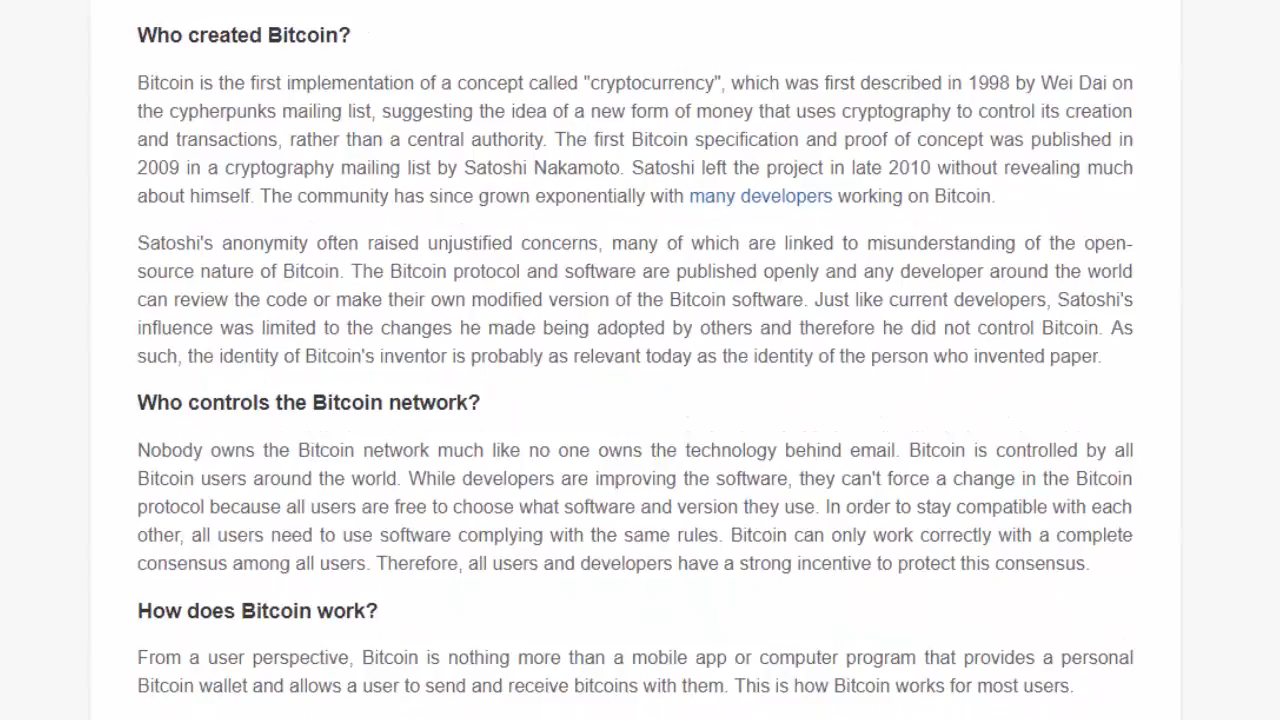 Who created Bitcoin?
Bitcoin is the first implementation of a concept called "cryptocurrency", which was first described in 1998 by Wei Dai on
the cypherpunks mailing list, suggesting the idea of a new form of money that uses cryptography to control its creation
and transactions, rather than a central authority. The first Bitcoin specification and proof of concept was published in
2009 in a cryptography mailing list by Satoshi Nakamoto. Satoshi left the project in late 2010 without revealing much
about himself. The community has since grown exponentially with many developers working on Bitcoin.
Satoshi's anonymity often raised unjustified concerns, many of which are linked to misunderstanding of the open-
source nature of Bitcoin. The Bitcoin protocol and software are published openly and any developer around the world
can review the code or make their own modified version of the Bitcoin software. Just like current developers, Satoshi's
influence was limited to the changes he made being adopted by others and therefore he did not control Bitcoin. As
such, the identity of Bitcoin's inventor is probably as relevant today as the identity of the person who invented paper.
Who controls the Bitcoin network?
Nobody owns the Bitcoin network much like no one owns the technology behind email. Bitcoin is controlled by all
Bitcoin users around the world. While developers are improving the software, they can't force a change in the Bitcoin
protocol because all users are free to choose what software and version they use. In order to stay compatible with each
other, all users need to use software complying with the same rules. Bitcoin can only work correctly with a complete
consensus among all users. Therefore, all users and developers have a strong incentive to protect this consensus.
How does Bitcoin work?
From a user perspective, Bitcoin is nothing more than a mobile app or computer program that provides a personal
Bitcoin wallet and allows a user to send and receive bitcoins with them. This is how Bitcoin works for most users.